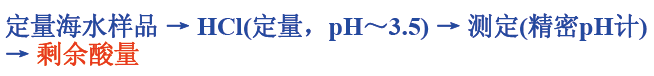 定量海水样品 → HCl(定量，pH～3.5) → 测定(精密pH计)
→ 剩余酸量